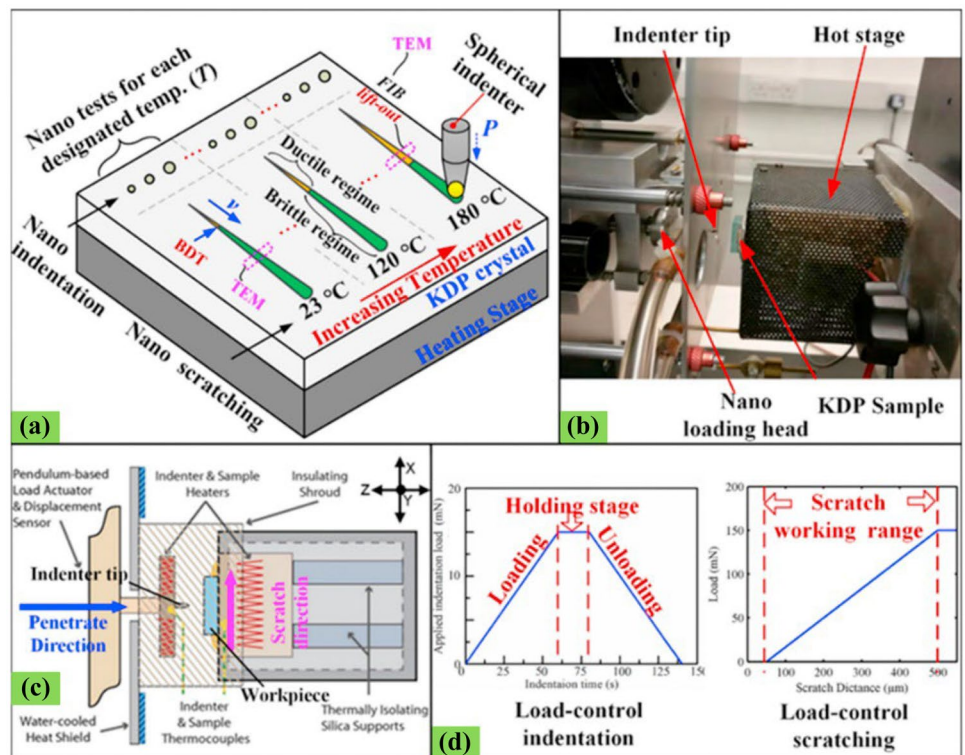 TEM
FIB
lift-out
Spherical
indenter
P
Nano tests for each
designated temp. (T)
Ductile regime
Brittle regime
v
BDT
TEM
23 °C
120 °C
180 °C
Increasing Temperature
KDP crystal
Heating Stage
Nano
indentation
Nano scratching
(a)
Indenter tip
Hot stage
Nano
loading head
KDP Sample
(b)
Pendulum-based
Load Actuator
& Displacement
Sensor
Indenter & Sample
Heaters
Insulating
Shroud
X
Z
Y
Indenter tip
Penetrate
Direction
Scratch
direction
Workpiece
(c)
Water-cooled
Heat Shield
Indenter
& Sample
Thermocouples
Thermally Isolating
Silica Supports
Applied indentation load (mN)
20
15
10
5
0
Holding stage
Loading
Unloading
0 25 50 75 100 125 150
Indentaion time (s)
Load-control
indentation
(d)
Load (mN)
200
150
100
50
0
Scratch
working range
0 100 200 300 400 500
Scratch Dictance (μm)
Load-control
scratching